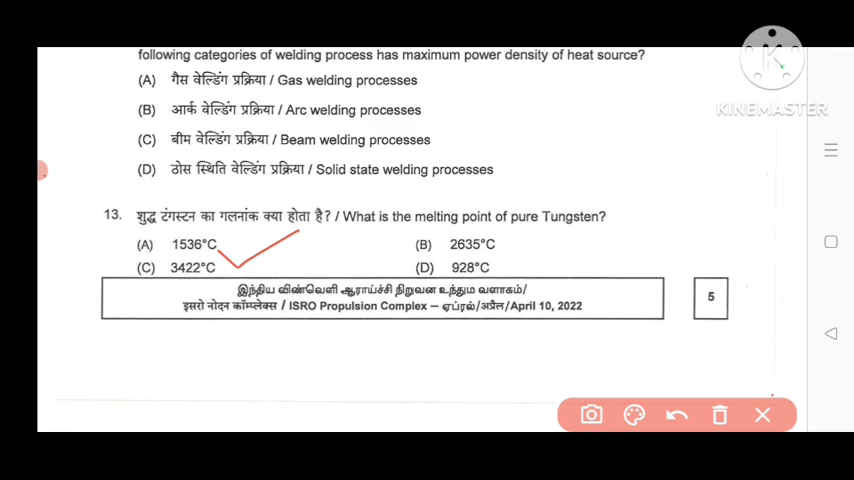 following categories of welding process has maximum power density of heat source?
KINEMASTER
(A) गैस वेल्डिंग प्रक्रिया / Gas welding processes
(B) आर्क वेल्डिंग प्रक्रिया / Arc welding processes
(C) बीम वेल्डिंग प्रक्रिया / Beam welding processes
(D) ठोस स्थिति वेल्डिंग प्रक्रिया / Solid state welding processes
13. शुद्ध टंगस्टन का गलनांक क्या होता है? / What is the melting point of pure Tungsten?
(A) 1536°C (B) 2635°C
(C) 3422°C (D) 928°C
இந்திய விண்வெளி ஆராய்ச்சி நிறுவன உந்தும வளாகம்/
इसरो नोदन कॉम्प्लेक्स / ISRO Propulsion Complex – ஏப்ரல்/अप्रैल/April 10, 2022
5